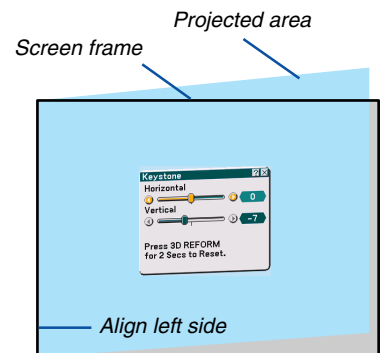 Projected area
Screen frame
Keystone
Horizontal
0
Vertical
-7
Press 3D REFORM
for 2 Secs to Reset.
Align left side